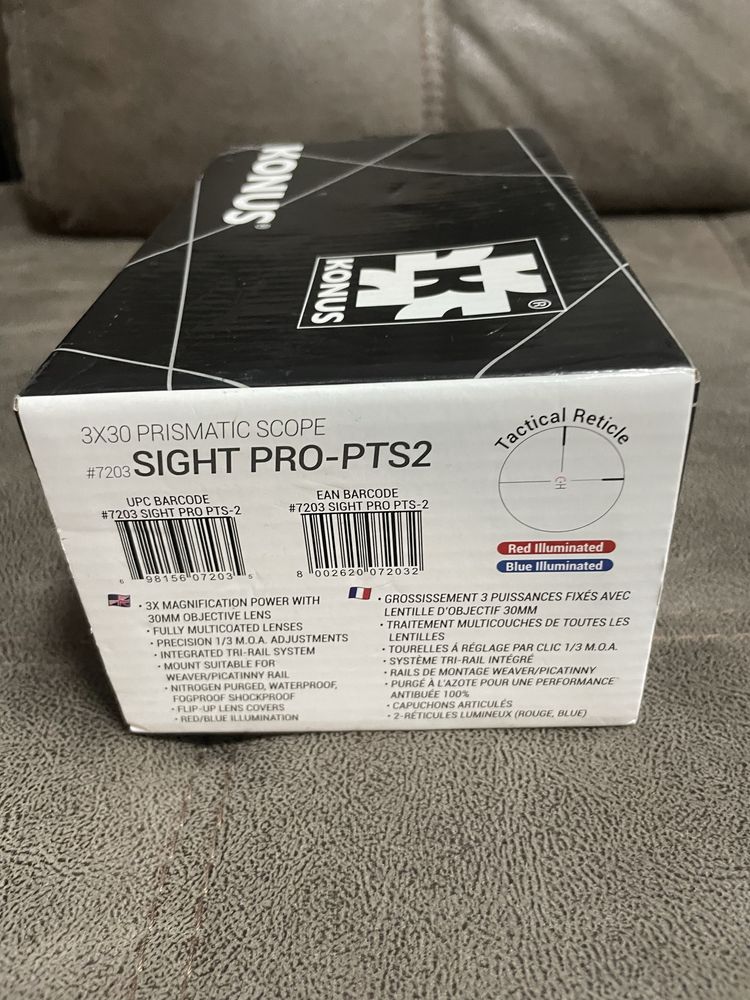 KONUS®
KONUS
®
3X30 PRISMATIC SCOPE
#7203 SIGHT PRO-PTS2
Tactical Reticle
UPC BARCODE
#7203 SIGHT PRO PTS-2
6 98156 07203 5
EAN BARCODE
#7203 SIGHT PRO PTS-2
8 002620 072032
Red Illuminated
Blue Illuminated
• 3X MAGNIFICATION POWER WITH
30MM OBJECTIVE LENS
• FULLY MULTICOATED LENSES
• PRECISION 1/3 M.O.A. ADJUSTMENTS
• INTEGRATED TRI-RAIL SYSTEM
• MOUNT SUITABLE FOR
WEAVER/PICATINNY RAIL
• NITROGEN PURGED, WATERPROOF,
FOGPROOF SHOCKPROOF
• FLIP-UP LENS COVERS
• RED/BLUE ILLUMINATION
• GROSSISSEMENT 3 PUISSANCES FIXÉS AVEC
LENTILLE D'OBJECTIF 30MM
• TRAITEMENT MULTICOUCHES DE TOUTES LES
LENTILLES
• TOURELLES Á RÉGLAGE PAR CLIC 1/3 M.O.A.
• SYSTÈME TRI-RAIL INTÉGRÉ
• RAILS DE MONTAGE WEAVER/PICATINNY
• PURGÉ À L'AZOTE POUR UNE PERFORMANCE
ANTIBUÉE 100%
• CAPUCHONS ARTICULÉS
• 2-RÉTICULES LUMINEUX (ROUGE, BLUE)